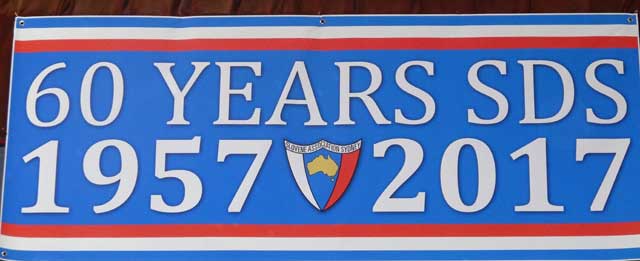 60 YEARS SDS
SLOVENE ASSOCIATION SYDNEY
1957 2017